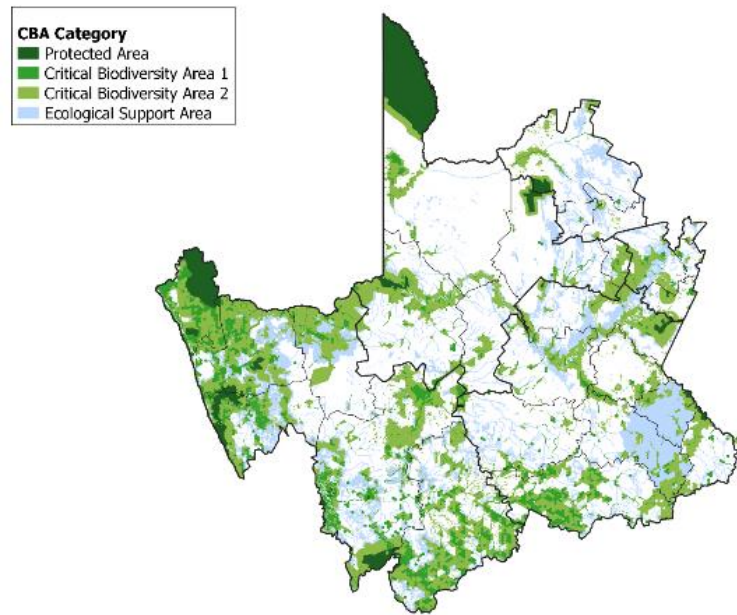 CBA Category
Protected Area
Critical Biodiversity Area 1
Critical Biodiversity Area 2
Ecological Support Area